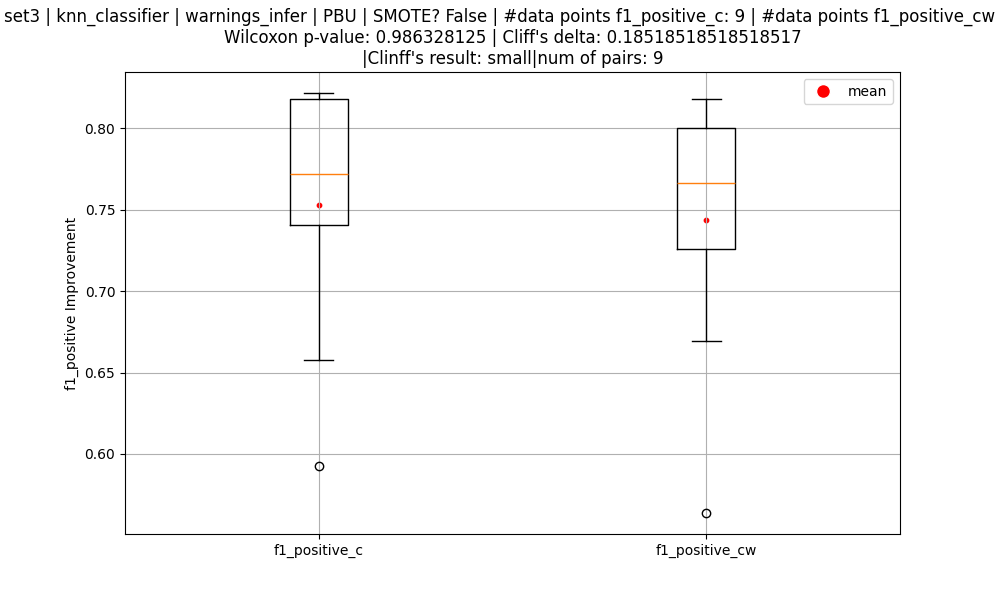 set3 | knn_classifier | warnings_infer | PBU | SMOTE? False | #data points f1_positive_c: 9 | #data points f1_positive_cw
Wilcoxon p-value: 0.986328125 | Cliff's delta: 0.18518518518518517
|Clinff's result: small|num of pairs: 9
mean
0.80
0.75
0.70
0.65
0.60
f1_positive Improvement
f1_positive_c
f1_positive_cw